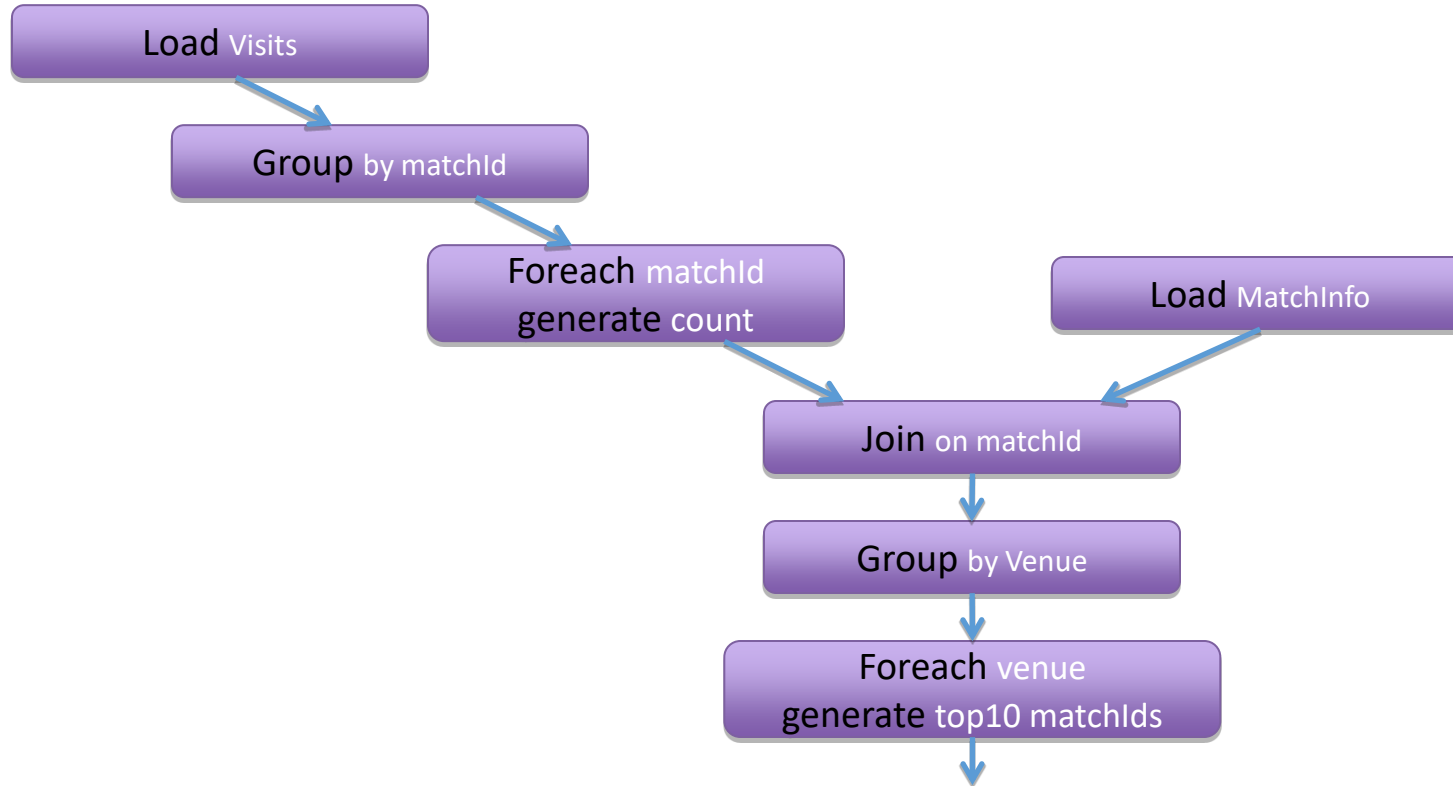 Load Visits
Group by matchId
Foreach matchId
generate count
Load MatchInfo
Join on matchId
Group by Venue
Foreach venue
generate top10 matchIds